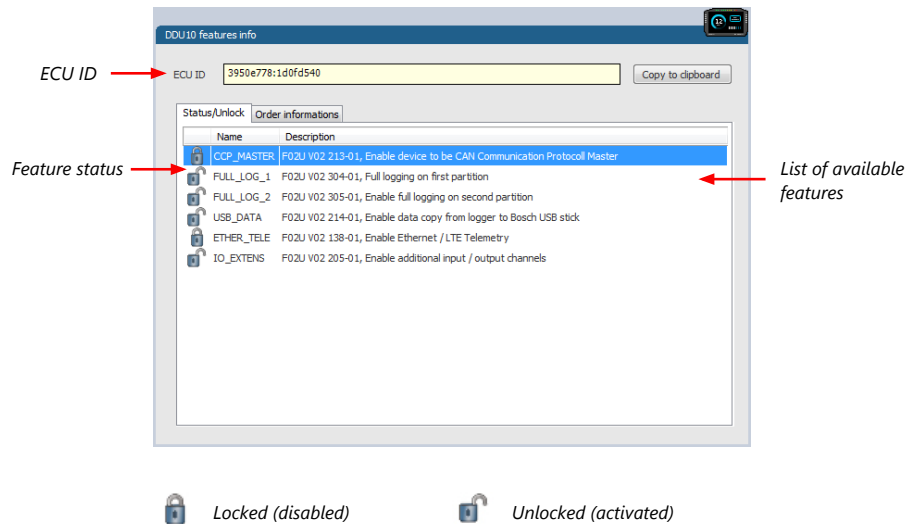 12
DDU10 features info
ECU ID
ECU ID
3950e778:1d0fd540
Copy to clipboard
Status/Unlock
Order informations
Name
Description
CCP_MASTER
F02U V02 213-01, Enable device to be CAN Communication Protocoll Master
Feature status
FULL_LOG_1
F02U V02 304-01, Full logging on first partition
List of available
features
FULL_LOG_2
F02U V02 305-01, Enable full logging on second partition
USB_DATA
F02U V02 214-01, Enable data copy from logger to Bosch USB stick
ETHER_TELE
F02U V02 138-01, Enable Ethernet / LTE Telemetry
IO_EXTENS
F02U V02 205-01, Enable additional input / output channels
Locked (disabled)
Unlocked (activated)